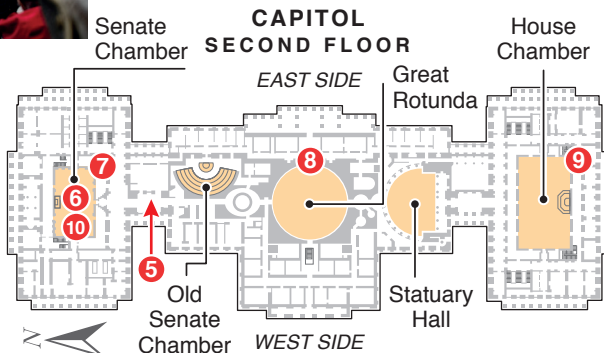 CAPITOL
SECOND FLOOR
Senate
Chamber
EAST SIDE
Great
Rotunda
House
Chamber
7
8
9
6
10
5
Old
Senate
Chamber
Statuary
Hall
WEST SIDE
N